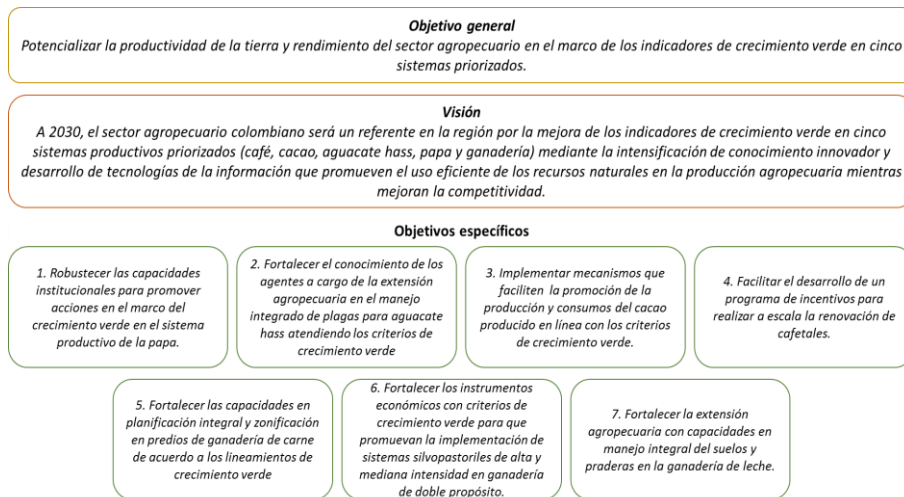 Objetivo general
Potencializar la productividad de la tierra y rendimiento del sector agropecuario en el marco de los indicadores de crecimiento verde en cinco
sistemas priorizados.
Visión
A 2030, el sector agropecuario colombiano será un referente en la región por la mejora de los indicadores de crecimiento verde en cinco
sistemas productivos priorizados (café, cacao, aguacate hass, papa y ganadería) mediante la intensificación de conocimiento innovador y
desarrollo de tecnologías de la información que promueven el uso eficiente de los recursos naturales en la producción agropecuaria mientras
mejoran la competitividad.
Objetivos específicos
1. Robustecer las capacidades
institucionales para promover
acciones en el marco del
crecimiento verde en el sistema
productivo de la papa.
2. Fortalecer el conocimiento de los
agentes a cargo de la extensión
agropecuaria en el manejo
integrado de plagas para aguacate
hass atendiendo los criterios de
crecimiento verde
3. Implementar mecanismos que
faciliten la promoción de la
producción y consumos del cacao
producido en línea con los criterios
de crecimiento verde.
4. Facilitar el desarrollo de un
programa de incentivos para
realizar a escala la renovación de
cafetales.
5. Fortalecer las capacidades en
planificación integral y zonificación
en predios de ganadería de carne
de acuerdo a los lineamientos de
crecimiento verde
6. Fortalecer los instrumentos
económicos con criterios de
crecimiento verde para que
promuevan la implementación de
sistemas silvopastoriles de alta y
mediana intensidad en ganadería
de doble propósito.
7. Fortalecer la extensión
agropecuaria con capacidades en
manejo integral del suelos y
praderas en la ganadería de leche.